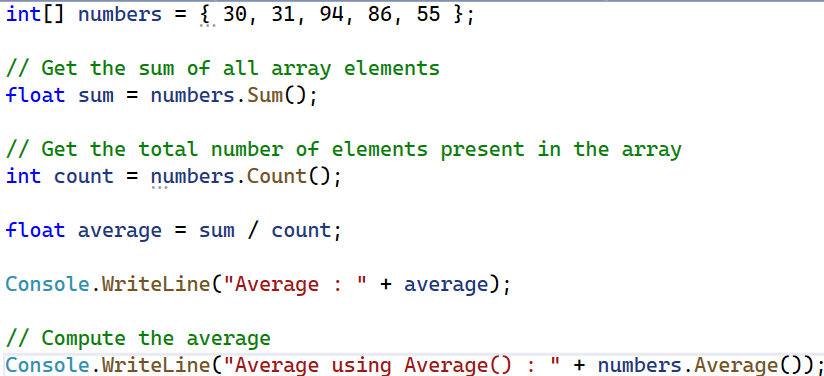 int[] numbers = { 30, 31, 94, 86, 55 };
// Get the sum of all array elements
float sum = numbers.Sum();
// Get the total number of elements present in the array
int count = numbers.Count();
float average = sum / count;
Console.WriteLine("Average : " + average);
// Compute the average
Console.WriteLine("Average using Average() : " + numbers.Average());